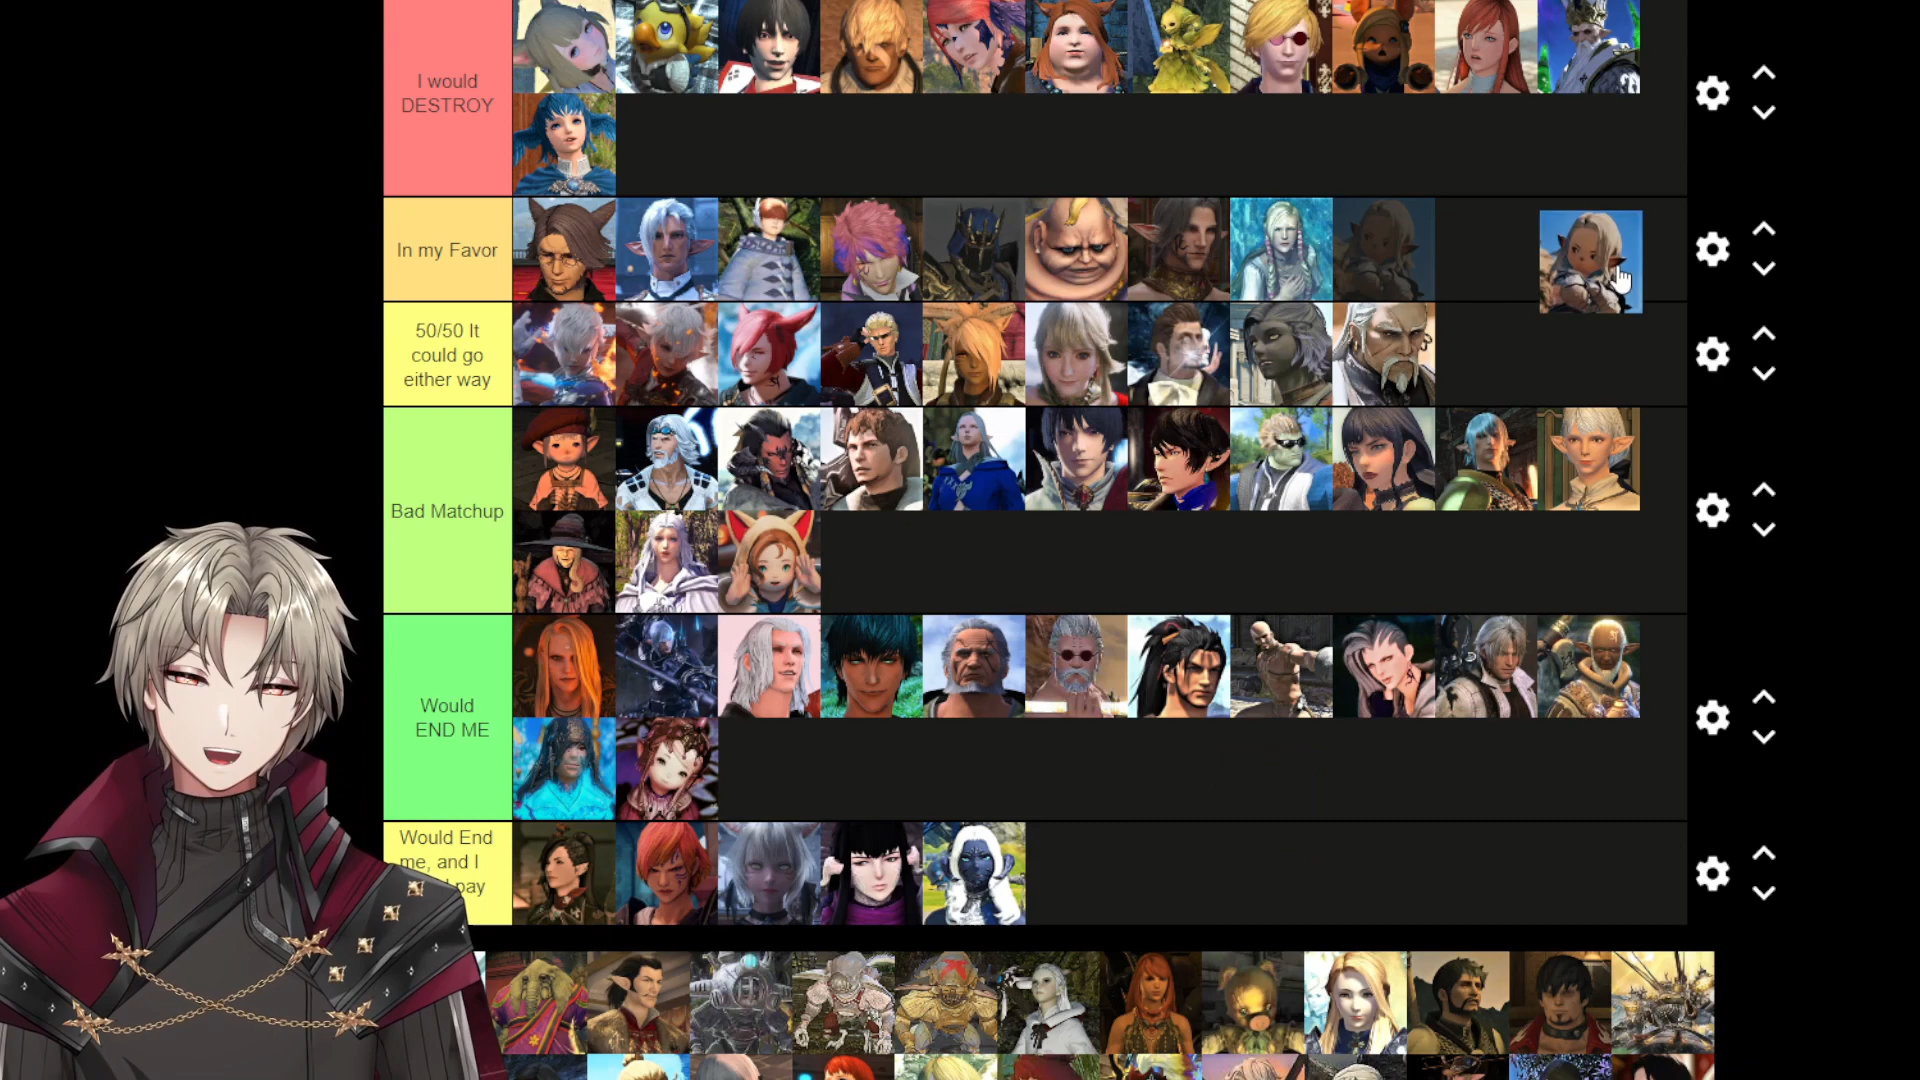 I would
DESTROY
In my Favor
50/50 It
could go
either way
Bad Matchup
Would
END ME
Would End
me, and I
pay